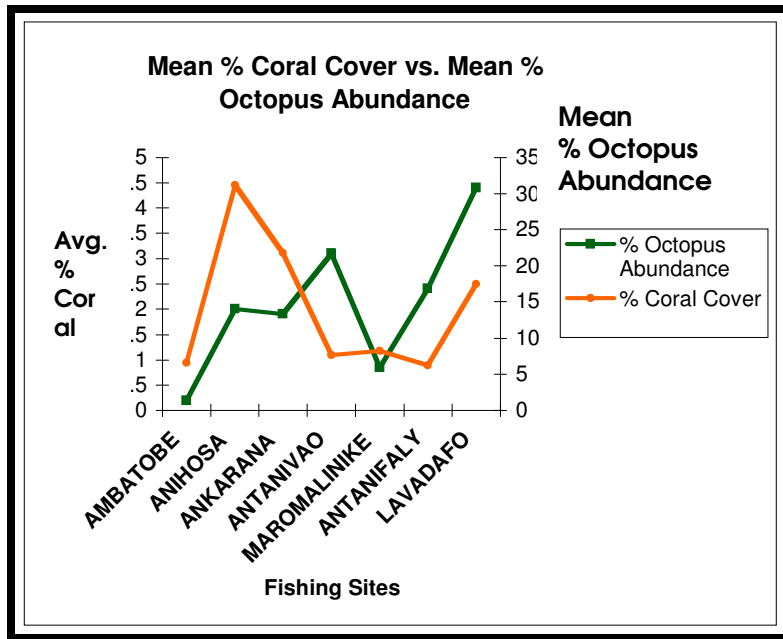 Mean % Coral Cover vs. Mean %
Octopus Abundance
Mean
% Octopus
Abundance
Avg.
%
Cor
al
5
.5
4
.5
3
.5
2
.5
1
.5
0
35
30
25
20
15
10
5
0
% Octopus
Abundance
% Coral Cover
AMBATOBE
ANIHOSA
ANKARANA
ANTANIVAO
MAROMALINIKE
ANTANIFALY
LAVADAFO
Fishing Sites